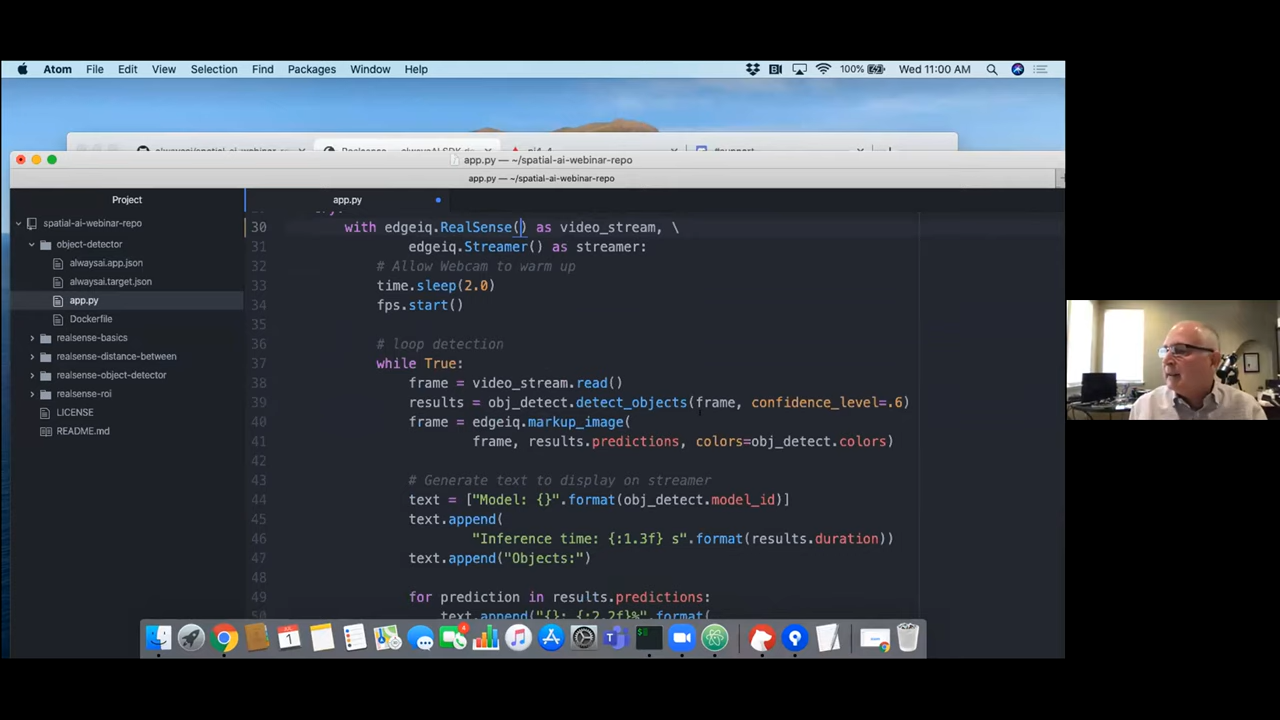 Atom File Edit View Selection Find Packages Window Help 100% Wed 11:00 AM
app.py — ~/spatial-ai-webinar-repo
app.py — ~/spatial-ai-webinar-repo
Project
app.py
spatial-ai-webinar-repo
object-detector
alwaysai.app.json
alwaysai.target.json
app.py
Dockerfile
realsense-basics
realsense-distance-between
realsense-object-detector
realsense-roi
LICENSE
README.md
30 with edgeiq.RealSense() as video_stream, \
31 edgeiq.Streamer() as streamer:
32 # Allow Webcam to warm up
33 time.sleep(2.0)
34 fps.start()
35
36 # loop detection
37 while True:
38 frame = video_stream.read()
39 results = obj_detect.detect_objects(frame, confidence_level=.6)
40 frame = edgeiq.markup_image(
41 frame, results.predictions, colors=obj_detect.colors)
42
43 # Generate text to display on streamer
44 text = ["Model: {}".format(obj_detect.model_id)]
45 text.append(
46 "Inference time: {:1.3f} s".format(results.duration))
47 text.append("Objects:")
48
49 for prediction in results.predictions:
text.append("{}: {:2.2f}%".format(